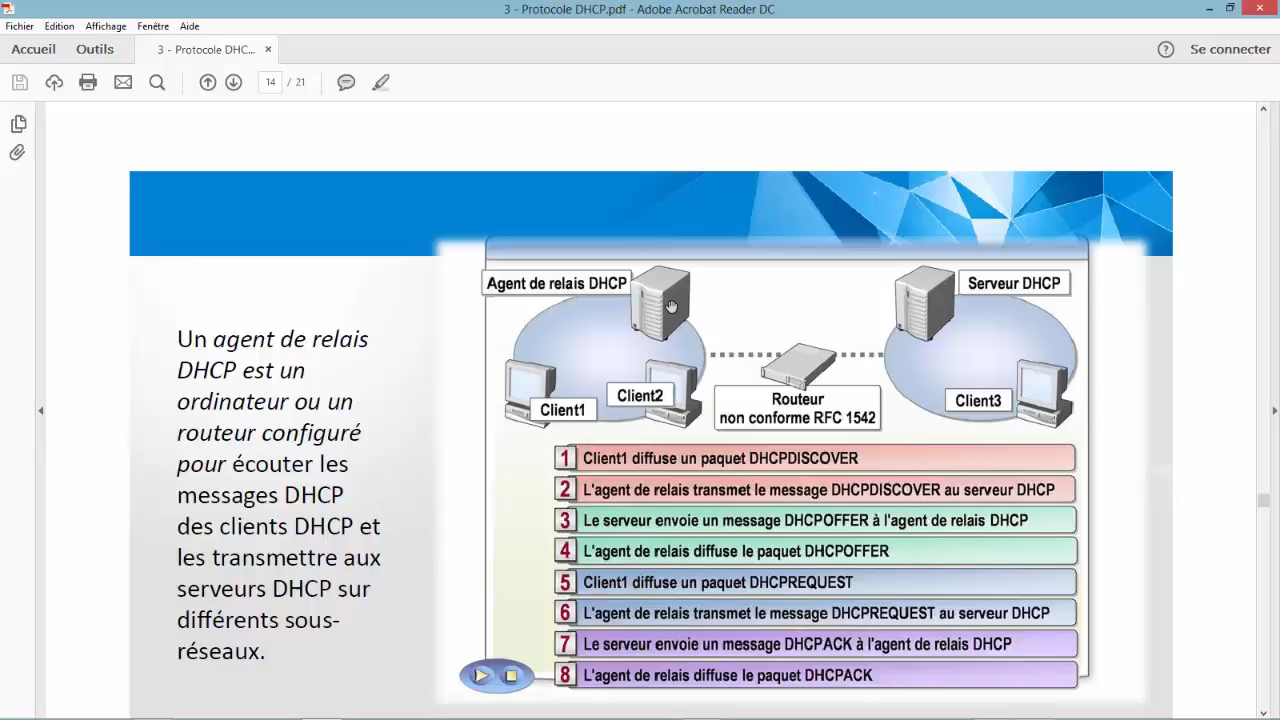 3 - Protocole DHCP.pdf - Adobe Acrobat Reader DC
Fichier Edition Affichage Fenêtre Aide
Accueil Outils 3 - Protocole DHC... × ? Se connecter
14 / 21
Agent de relais DHCP
Serveur DHCP
Client1
Client2
Routeur
non conforme RFC 1542
Client3
Un agent de relais
DHCP est un
ordinateur ou un
routeur configuré
pour écouter les
messages DHCP
des clients DHCP et
les transmettre aux
serveurs DHCP sur
différents sous-
réseaux.
1 Client1 diffuse un paquet DHCPDISCOVER
2 L'agent de relais transmet le message DHCPDISCOVER au serveur DHCP
3 Le serveur envoie un message DHCPOFFER à l'agent de relais DHCP
4 L'agent de relais diffuse le paquet DHCPOFFER
5 Client1 diffuse un paquet DHCPREQUEST
6 L'agent de relais transmet le message DHCPREQUEST au serveur DHCP
7 Le serveur envoie un message DHCPACK à l'agent de relais DHCP
8 L'agent de relais diffuse le paquet DHCPACK